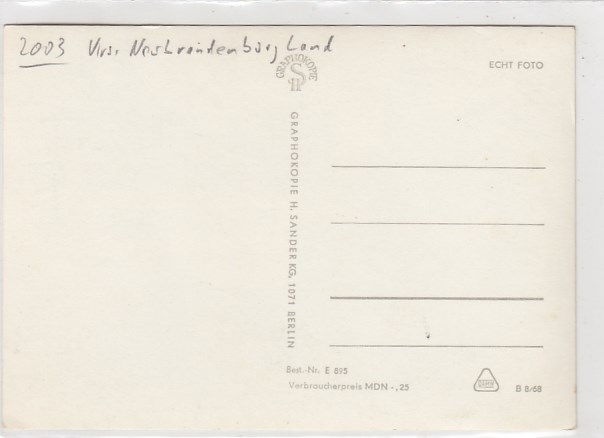 2003 Krs. Neubrandenburg Land
GRAPHOKOPIE
ECHT FOTO
GRAPHOKOPIE H. SANDER KG, 1071 BERLIN
Best.-Nr. E 895
Verbraucherpreis MDN -,25
B 8/68